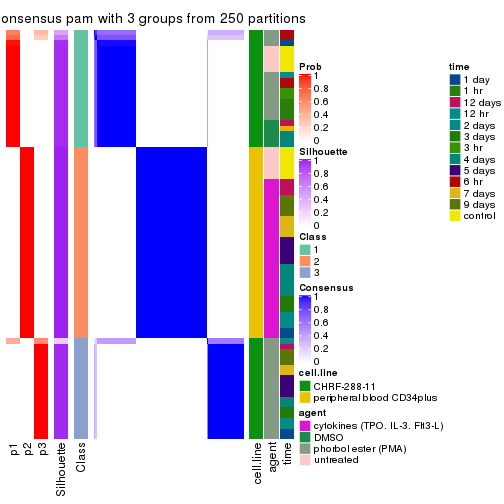 onsensus pam with 3 groups from 250 partitions
Prob
1
0.8
0.6
0.4
0.2
0
Silhouette
1
0.8
0.6
0.4
0.2
0
Class
1
2
3
Consensus
1
0.8
0.6
0.4
0.2
0
cell.line
CHRF-288-11
peripheral blood CD34plus
agent
cytokines (TPO, IL-3, Flt3-L)
DMSO
phorbol ester (PMA)
untreated
time
1 day
1 hr
12 days
12 hr
2 days
3 days
3 hr
4 days
5 days
6 hr
7 days
9 days
control
p1
p2
p3
Silhouette
Class
cell.line
agent
time